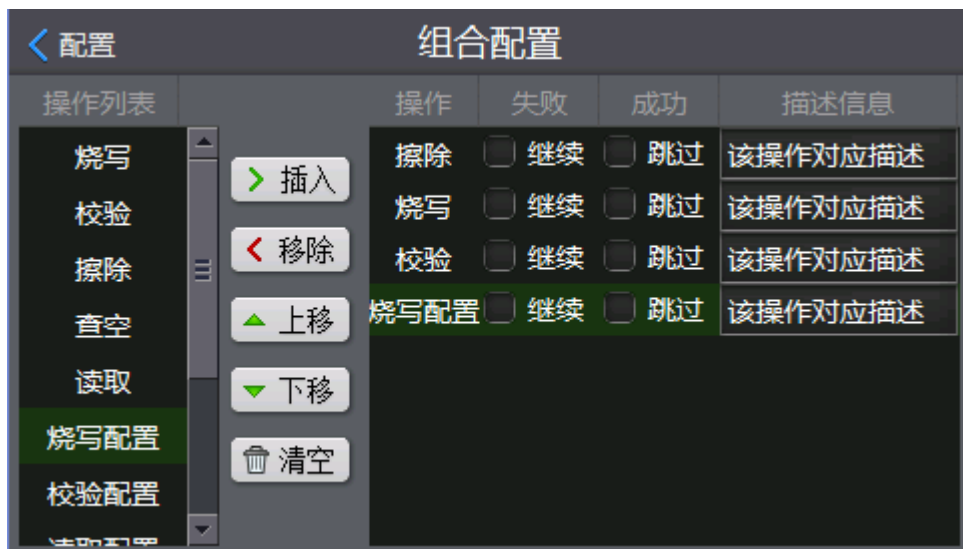 配置
组合配置
操作列表 操作 失败 成功 描述信息
烧写
校验
擦除
查空
读取
烧写配置
校验配置
读取配置
插入
移除
上移
下移
清空
擦除 继续 跳过 该操作对应描述
烧写 继续 跳过 该操作对应描述
校验 继续 跳过 该操作对应描述
烧写配置 继续 跳过 该操作对应描述